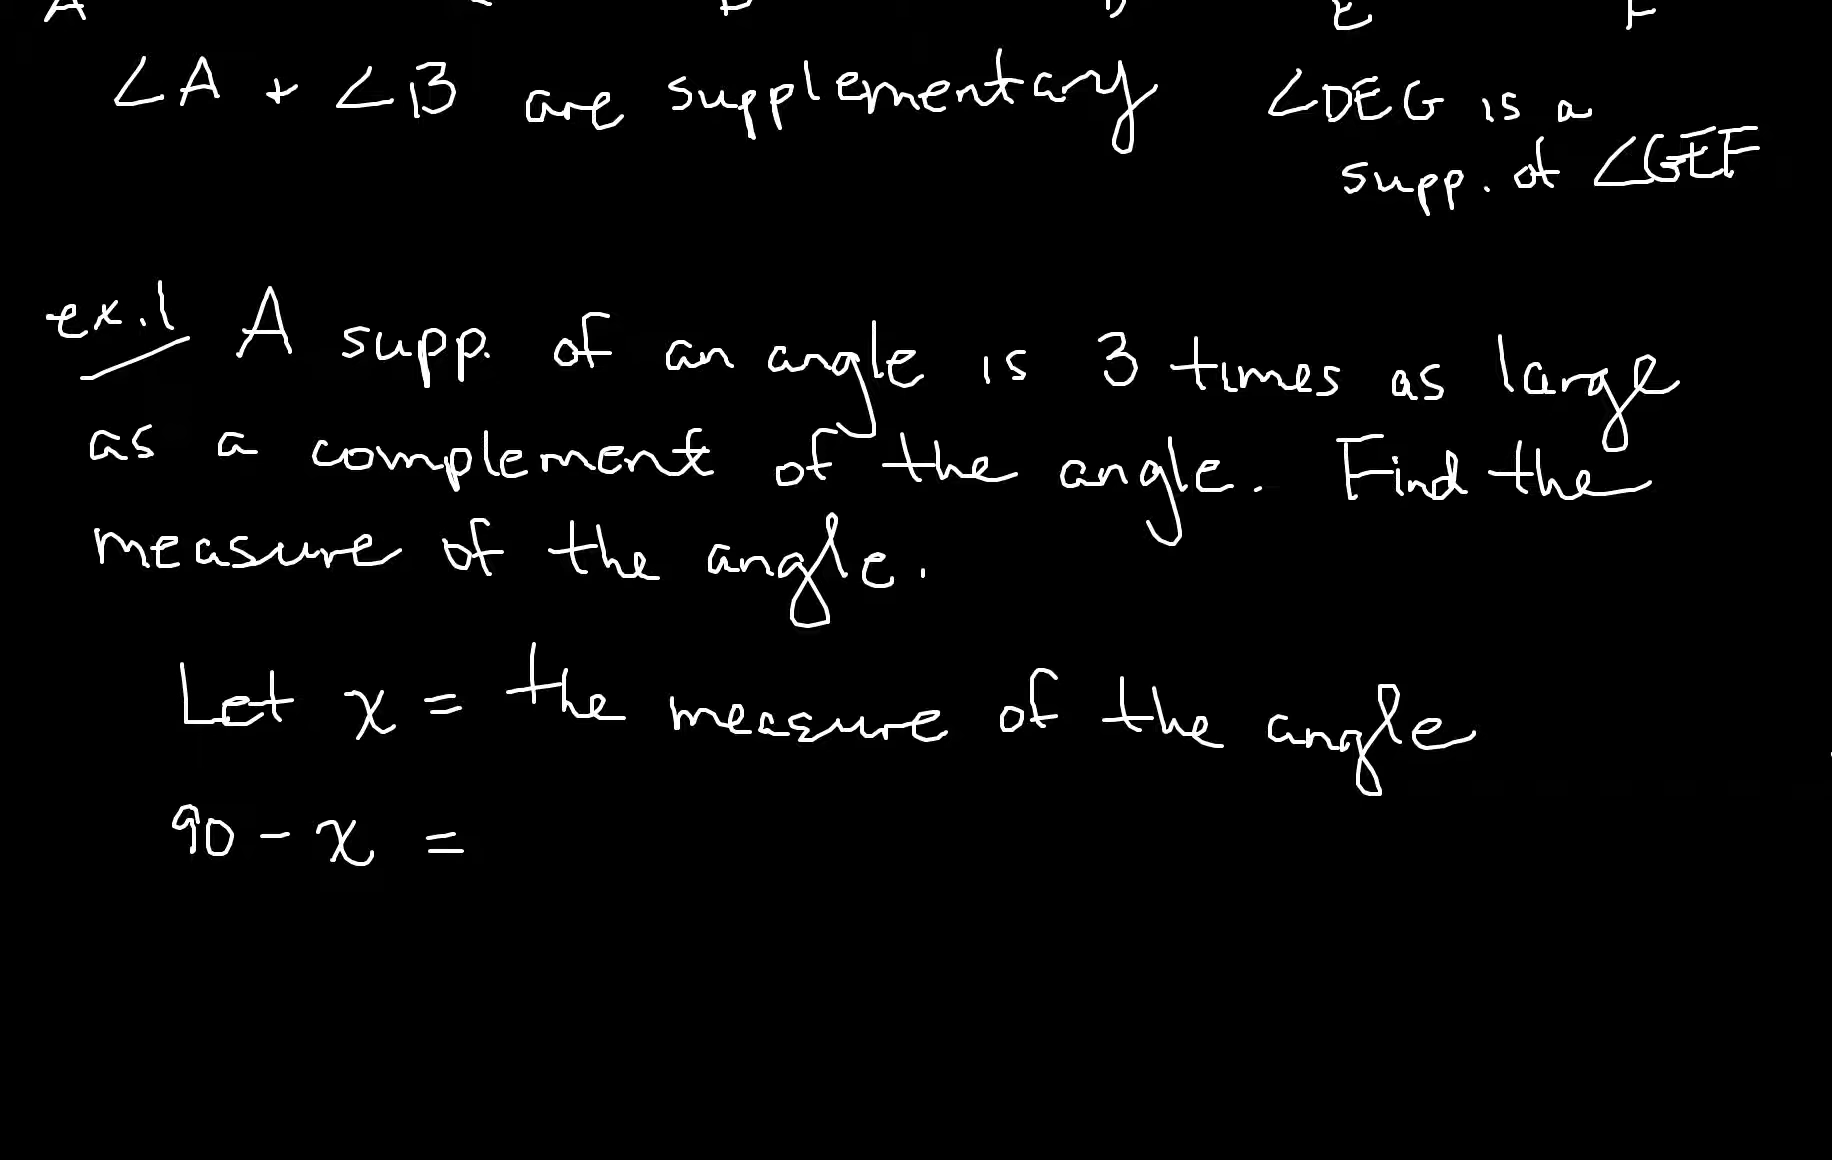 A D E F
∠A + ∠B are supplementary ∠DEG is a
supp. of ∠GEF
ex.1 A supp. of an angle is 3 times as large
as a complement of the angle. Find the
measure of the angle.
Let x = the measure of the angle
90 - x =